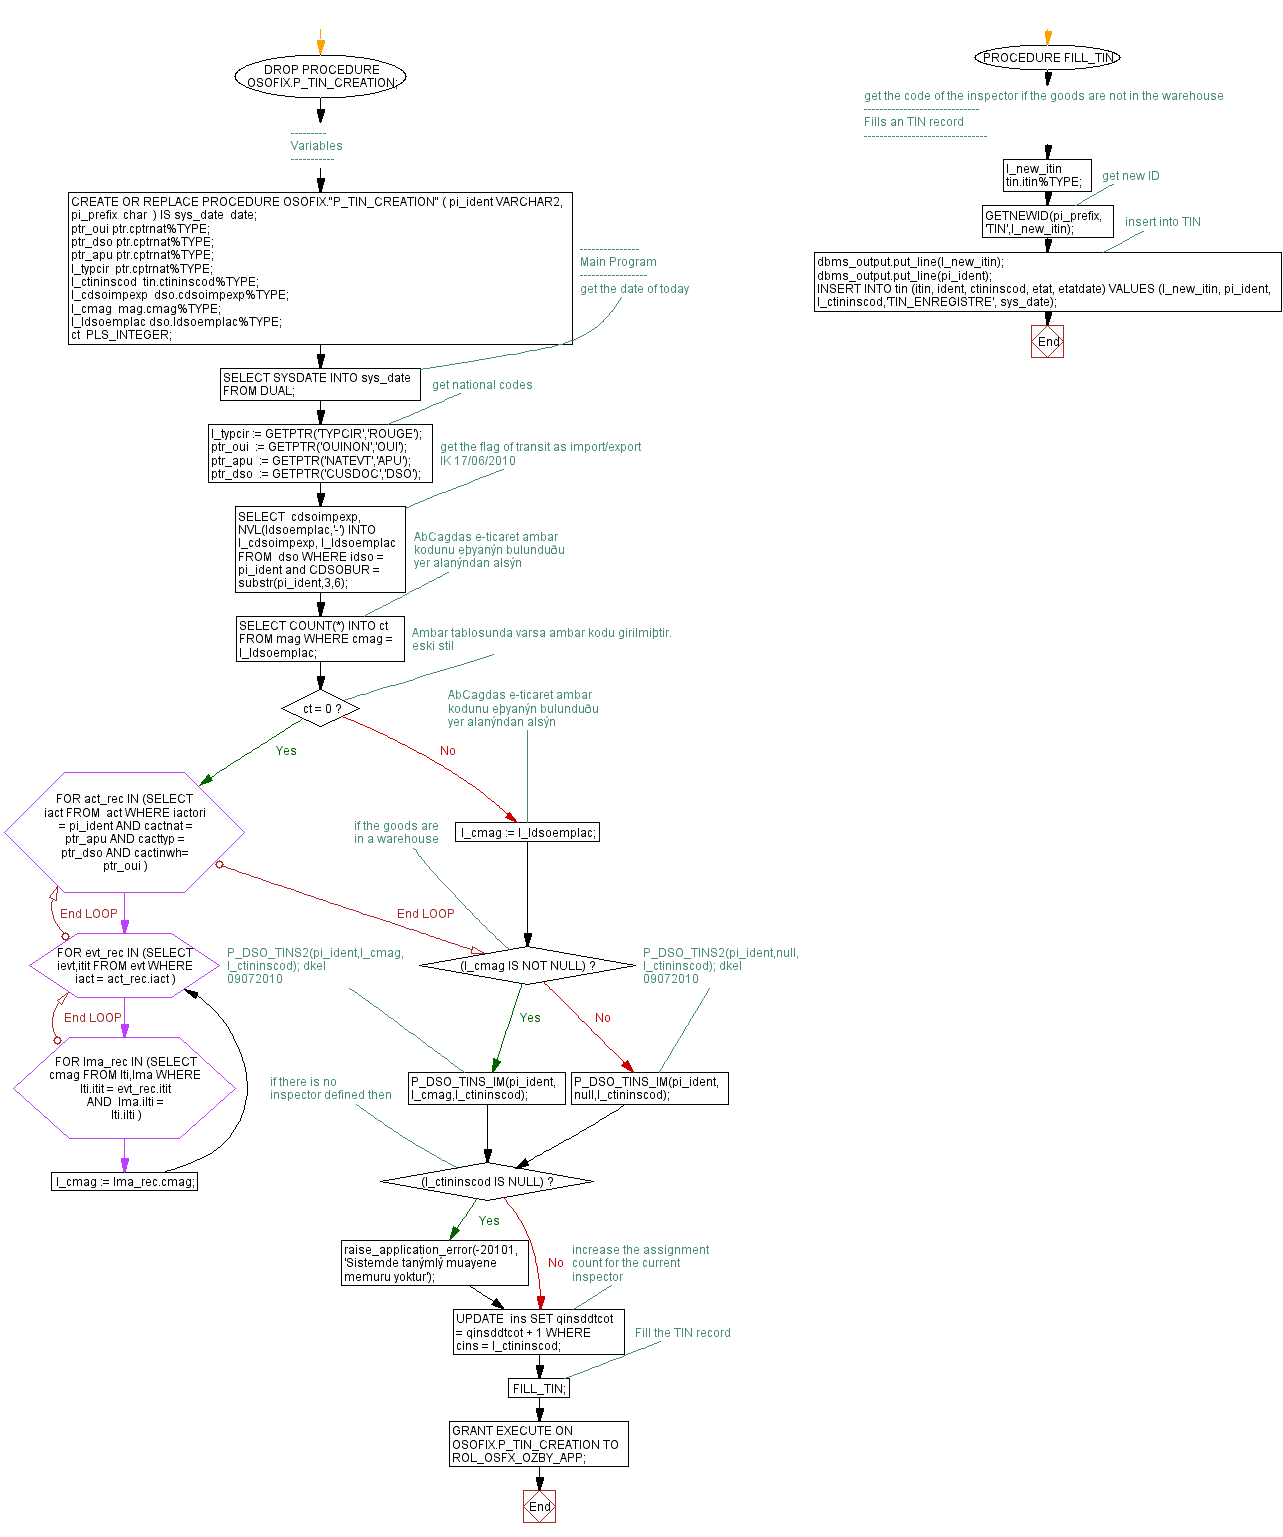 DROP PROCEDURE
OSOFIX.P_TIN_CREATION;
---------
Variables
-----------
CREATE OR REPLACE PROCEDURE OSOFIX."P_TIN_CREATION" ( pi_ident VARCHAR2,
pi_prefix  char  ) IS sys_date  date;
ptr_oui ptr.cptrnat%TYPE;
ptr_dso ptr.cptrnat%TYPE;
ptr_apu  ptr.cptrnat%TYPE;
l_typcir  ptr.cptrnat%TYPE;
l_ctininscod  tin.ctininscod%TYPE;
l_cdsoimpexp  dso.cdsoimpexp%TYPE;
l_cmag  mag.cmag%TYPE;
l_ldsoemplac dso.ldsoemplac%TYPE;
ct  PLS_INTEGER;
---------------
Main Program
-----------------
get the date of today
SELECT SYSDATE INTO sys_date
FROM DUAL;
get national codes
l_typcir := GETPTR('TYPCIR','ROUGE');
ptr_oui  := GETPTR('OUINON','OUI');
ptr_apu  := GETPTR('NATEVT','APU');
ptr_dso  := GETPTR('CUSDOC','DSO');
get the flag of transit as import/export
IK 17/06/2010
SELECT  cdsoimpexp,
NVL(ldsoemplac,'-') INTO
l_cdsoimpexp, l_ldsoemplac
FROM  dso WHERE idso =
pi_ident and CDSOBUR =
substr(pi_ident,3,6);
AbCagdas e-ticaret ambar
kodunu eþyanýn bulunduðu
yer alanýndan alsýn
SELECT COUNT(*) INTO ct
FROM mag WHERE cmag =
l_ldsoemplac;
Ambar tablosunda varsa ambar kodu girilmiþtir.
eski stil
ct = 0 ?
AbCagdas e-ticaret ambar
kodunu eþyanýn bulunduðu
yer alanýndan alsýn
Yes
No
FOR act_rec IN (SELECT
iact FROM  act WHERE iactori
= pi_ident AND cactnat =
ptr_apu AND cacttyp =
ptr_dso AND cactinwh=
ptr_oui )
if the goods are
in a warehouse
l_cmag := l_ldsoemplac;
End LOOP
End LOOP
FOR evt_rec IN (SELECT
ievt,itit FROM evt WHERE
iact = act_rec.iact )
P_DSO_TINS2(pi_ident,l_cmag,
l_ctininscod); dkel
09072010
(l_cmag IS NOT NULL) ?
P_DSO_TINS2(pi_ident,null,
l_ctininscod); dkel
09072010
End LOOP
Yes
No
FOR lma_rec IN (SELECT
cmag FROM lti,lma WHERE
lti.itit = evt_rec.itit
AND  lma.ilti =
lti.ilti )
if there is no
inspector defined then
P_DSO_TINS_IM(pi_ident,
l_cmag,l_ctininscod);
P_DSO_TINS_IM(pi_ident,
null,l_ctininscod);
l_cmag := lma_rec.cmag;
(l_ctininscod IS NULL) ?
Yes
raise_application_error(-20101,
'Sistemde tanýmlý muayene
memuru yoktur');
No
increase the assignment
count for the current
inspector
UPDATE  ins SET qinsddtcot
= qinsddtcot + 1 WHERE
cins = l_ctininscod;
Fill the TIN record
FILL_TIN;
GRANT EXECUTE ON
OSOFIX.P_TIN_CREATION TO
ROL_OSFX_OZBY_APP;
End
PROCEDURE FILL_TIN
get the code of the inspector if the goods are not in the warehouse
-----------------------------
Fills an TIN record
-------------------------------
l_new_itin
tin.itin%TYPE;
get new ID
GETNEWID(pi_prefix,
'TIN',l_new_itin);
insert into TIN
dbms_output.put_line(l_new_itin);
dbms_output.put_line(pi_ident);
INSERT INTO tin (itin, ident, ctininscod, etat, etatdate) VALUES (l_new_itin, pi_ident,
l_ctininscod,'TIN_ENREGISTRE', sys_date);
End